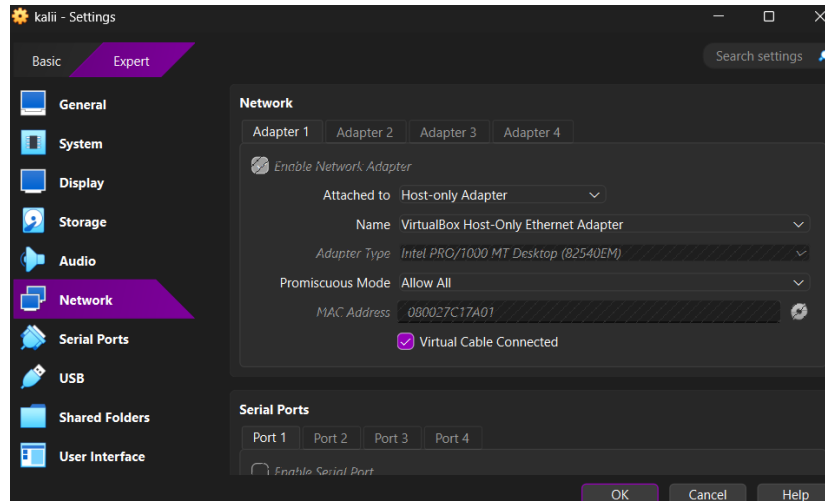 kalii - Settings
Basic Expert
Search settings
General
System
Display
Storage
Audio
Network
Serial Ports
USB
Shared Folders
User Interface
Network
Adapter 1 Adapter 2 Adapter 3 Adapter 4
Enable Network Adapter
Attached to Host-only Adapter
Name VirtualBox Host-Only Ethernet Adapter
Adapter Type Intel PRO/1000 MT Desktop (82540EM)
Promiscuous Mode Allow All
MAC Address 080027C17A01
Virtual Cable Connected
Serial Ports
Port 1 Port 2 Port 3 Port 4
Enable Serial Port
OK Cancel Help